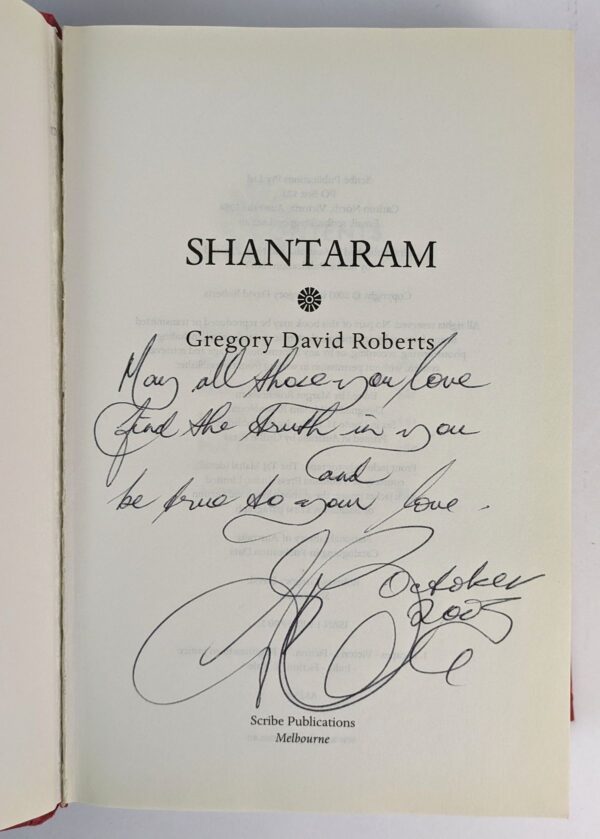 SHANTARAM
Gregory David Roberts
May all those you love
find the truth in you
and
be true to your love.
October
2005
Scribe Publications
Melbourne